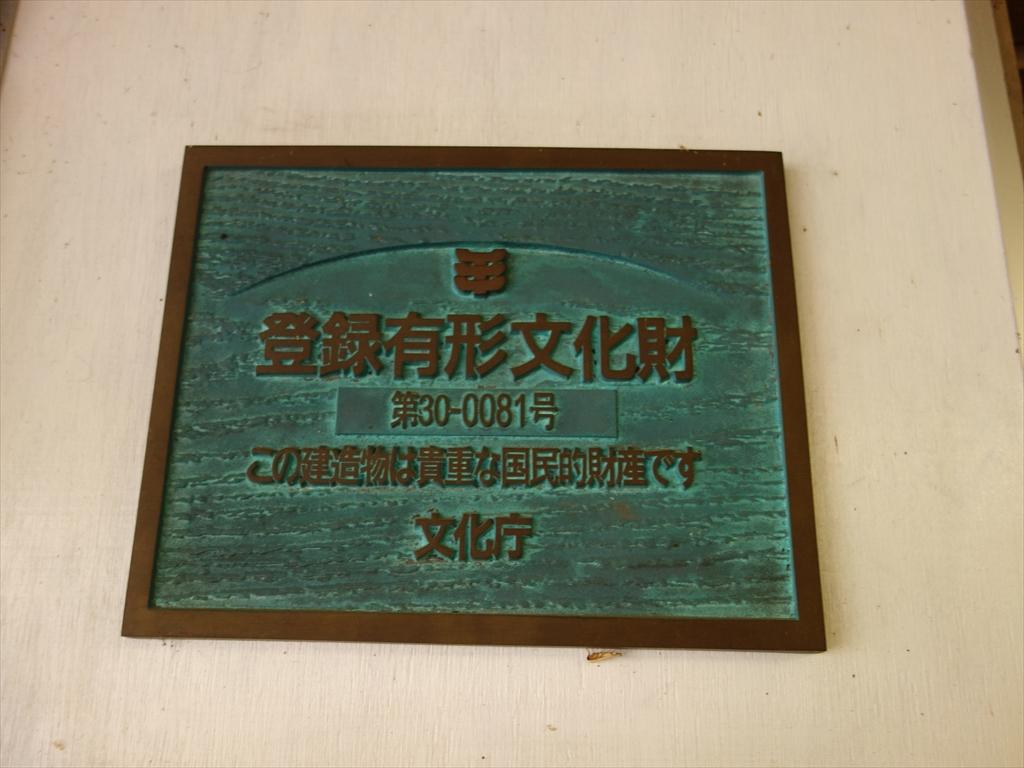 登録有形文化財
第30-0081号
この建造物は貴重な国民的財産です
文化庁